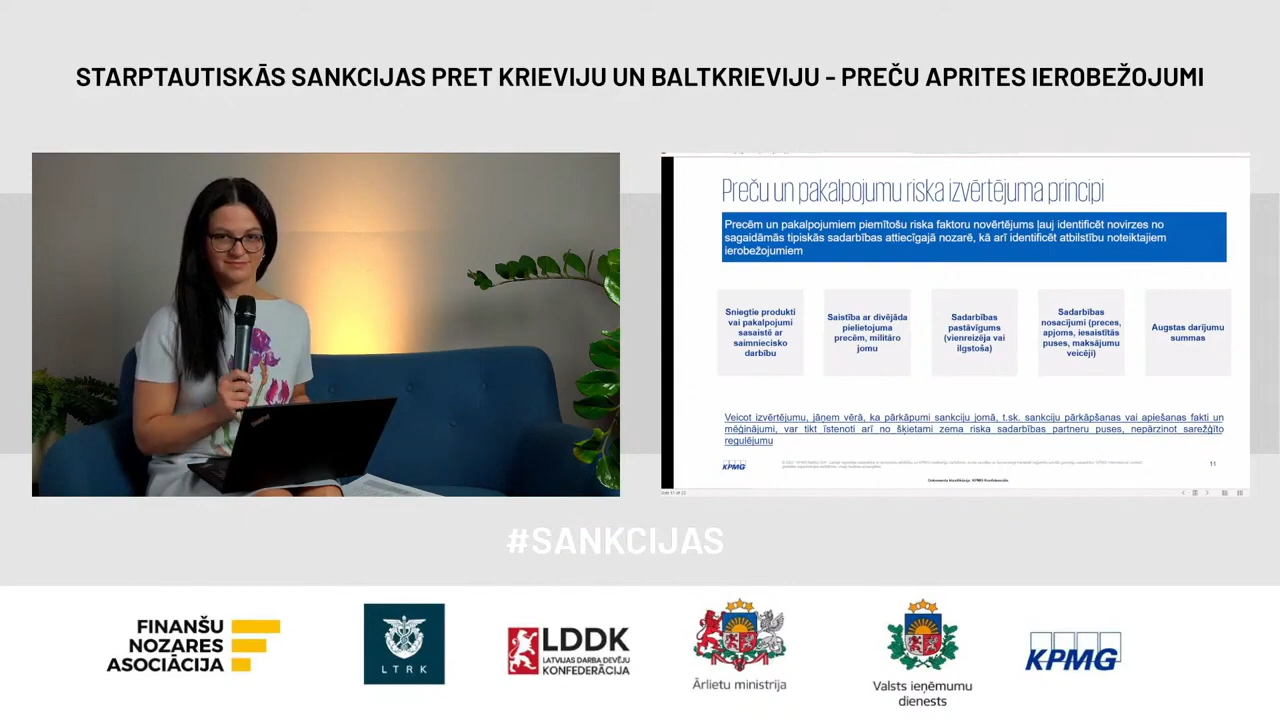 STARPTAUTISKĀS SANKCIJAS PRET KRIEVIJU UN BALTKRIEVIJU - PREČU APRITES IEROBEŽOJUMI
Preču un pakalpojumu riska izvērtējuma principi
Precēm un pakalpojumiem piemītošu riska faktoru novērtējums ļauj identificēt novirzes no
sagaidāmās tipiskās sadarbības attiecīgajā nozarē, kā arī identificēt atbilstību noteiktajiem
ierobežojumiem
Sniegtie produkti
vai pakalpojumi
sasaistē ar
saimniecisko
darbību
Saistība ar divējāda
pielietojuma
precēm, militāro
jomu
Sadarbības
pastāvīgums
(vienreizēja vai
ilgstoša)
Sadarbības
nosacījumi (preces,
apjoms, iesaistītās
puses, maksājumu
veicēji)
Augstas darījumu
summas
Veicot izvērtējumu, jāņem vērā, ka pārkāpumi sankciju jomā, t.sk. sankciju pārkāpšanas vai apiešanas fakti un
mēģinājumi, var tikt īstenoti arī no šķietami zema riska sadarbības partneru puses, nepārzinot sarežģīto
regulējumu
KPMG
11
Dokumenta klasifikācija: KPMG Konfidenciāls
ThinkPad
#SANKCIJAS
FINANŠU
NOZARES
ASOCIĀCIJA
LTRK
LDDK
LATVIJAS DARBA DEVĒJU
KONFEDERĀCIJA
Ārlietu ministrija
Valsts ieņēmumu
dienests
KPMG